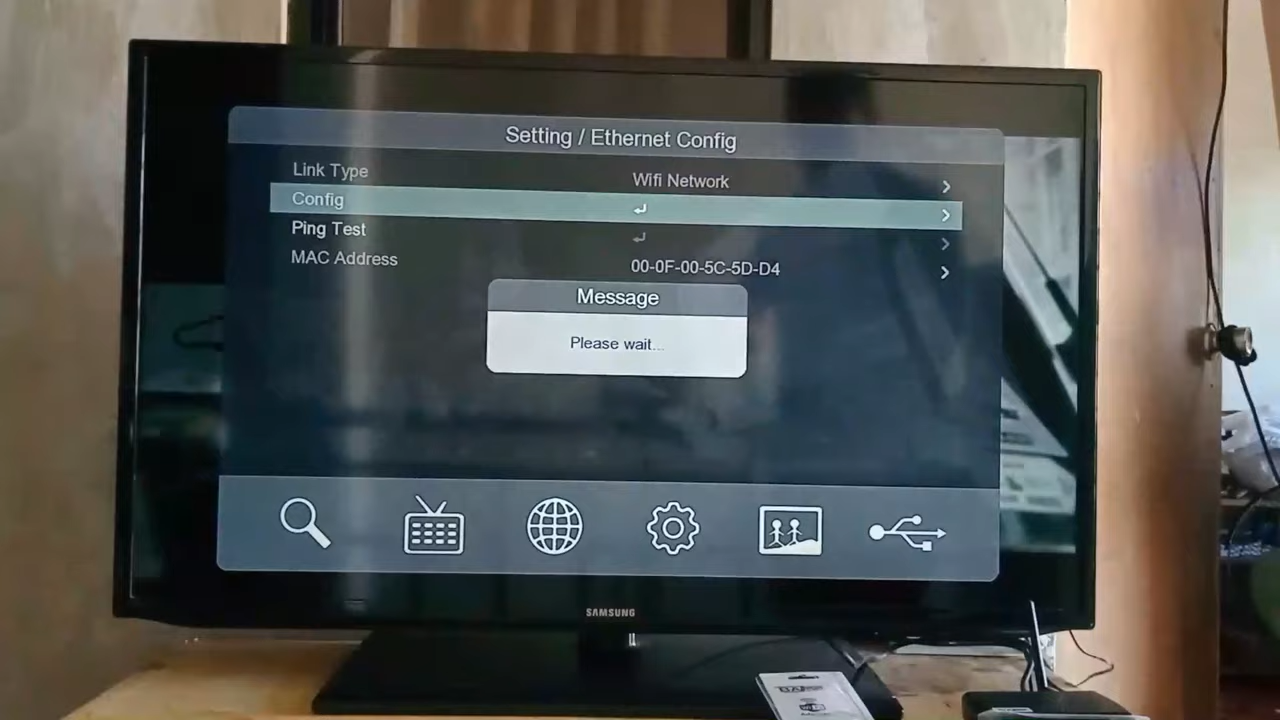 Setting / Ethernet Config
Link Type Wifi Network
Config
Ping Test
MAC Address 00-0F-00-5C-5D-D4
Message
Please wait...
SAMSUNG